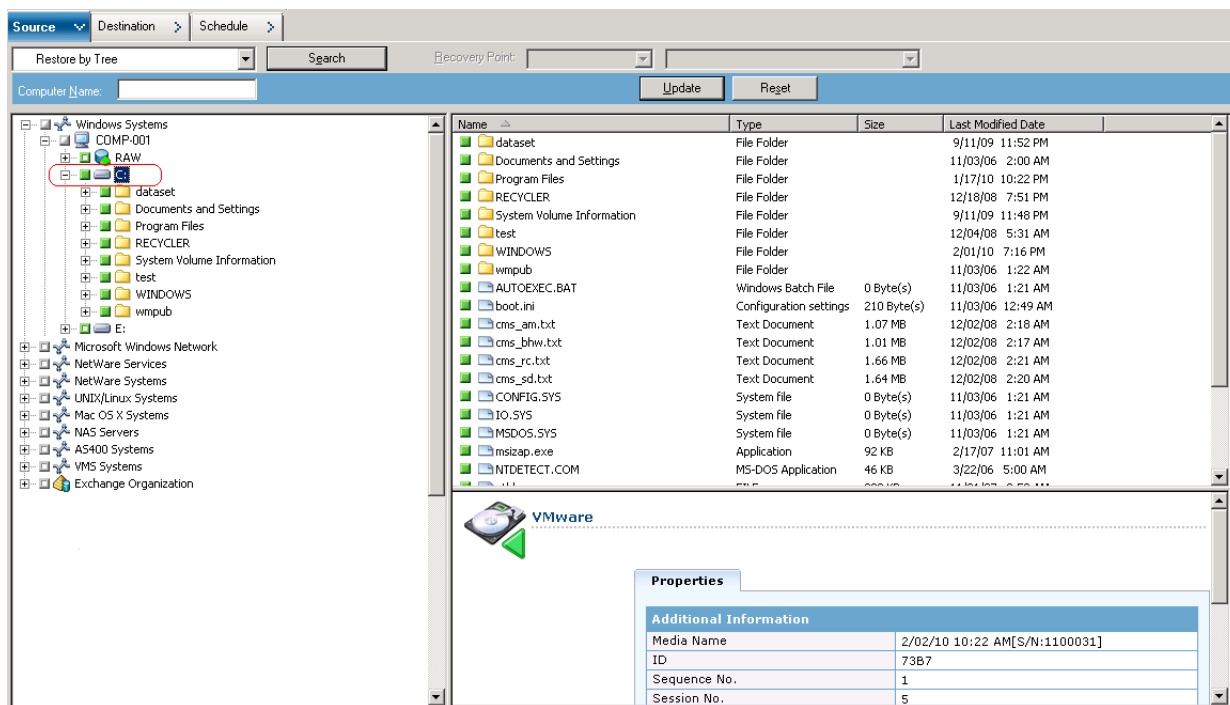 Source Destination Schedule
Restore by Tree Search Recovery Point:
Computer Name: Update Reset
Windows Systems
COMP-001
RAW
C:
dataset
Documents and Settings
Program Files
RECYCLER
System Volume Information
test
WINDOWS
wmpub
E:
Microsoft Windows Network
NetWare Services
NetWare Systems
UNIX/Linux Systems
Mac OS X Systems
NAS Servers
AS400 Systems
VMS Systems
Exchange Organization
Name Type Size Last Modified Date
dataset File Folder 9/11/09 11:52 PM
Documents and Settings File Folder 11/03/06 2:00 AM
Program Files File Folder 1/17/10 10:22 PM
RECYCLER File Folder 12/18/08 7:51 PM
System Volume Information File Folder 9/11/09 11:48 PM
test File Folder 12/04/08 5:31 AM
WINDOWS File Folder 2/01/10 7:16 PM
wmpub File Folder 11/03/06 1:22 AM
AUTOEXEC.BAT Windows Batch File 0 Byte(s) 11/03/06 1:21 AM
boot.ini Configuration settings 210 Byte(s) 11/03/06 12:49 AM
cms_am.txt Text Document 1.07 MB 12/02/08 2:18 AM
cms_bhw.txt Text Document 1.01 MB 12/02/08 2:17 AM
cms_rc.txt Text Document 1.66 MB 12/02/08 2:21 AM
cms_sd.txt Text Document 1.64 MB 12/02/08 2:20 AM
CONFIG.SYS System file 0 Byte(s) 11/03/06 1:21 AM
IO.SYS System file 0 Byte(s) 11/03/06 1:21 AM
MSDOS.SYS System file 0 Byte(s) 11/03/06 1:21 AM
msizap.exe Application 92 KB 2/17/07 11:01 AM
NTDETECT.COM MS-DOS Application 46 KB 3/22/06 5:00 AM
VMware
Properties
Additional Information
Media Name 2/02/10 10:22 AM[S/N:1100031]
ID 73B7
Sequence No. 1
Session No. 5